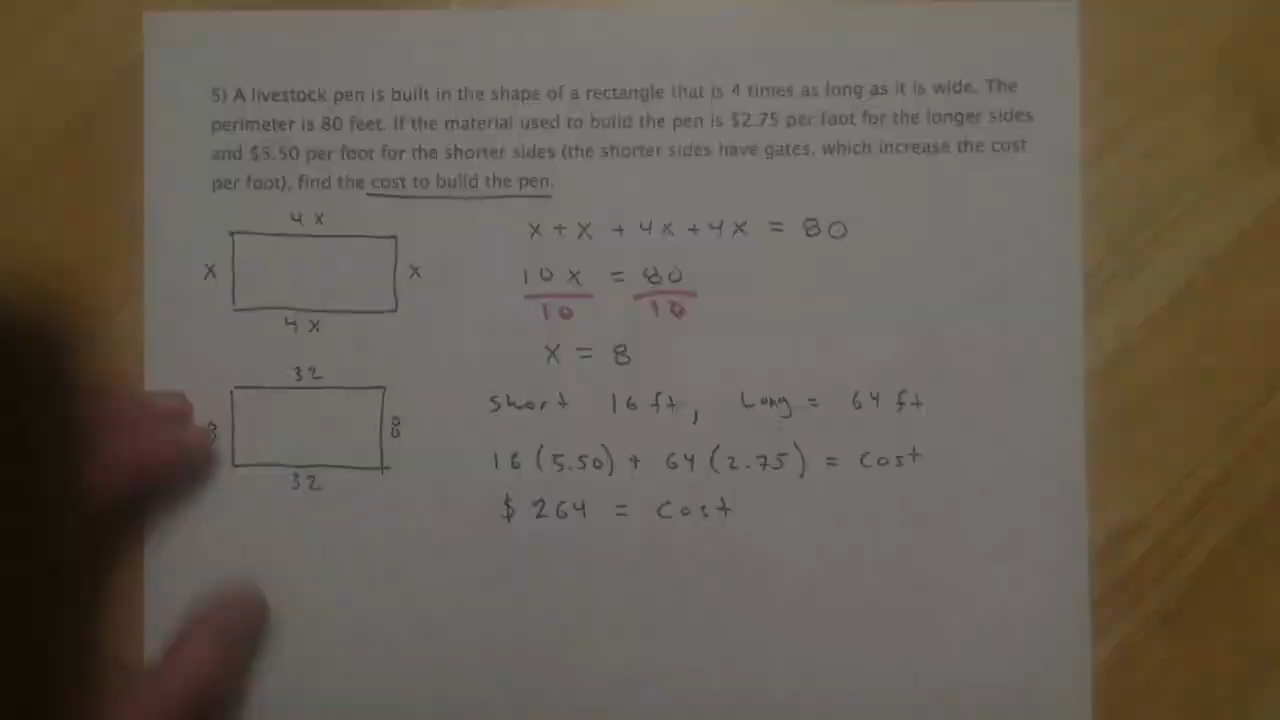 5) A livestock pen is built in the shape of a rectangle that is 4 times as long as it is wide. The
perimeter is 80 feet. If the material used to build the pen is $2.75 per foot for the longer sides
and $5.50 per foot for the shorter sides (the shorter sides have gates, which increase the cost
per foot), find the cost to build the pen.
4x
x x
4x
32
8 8
32
x + x + 4x + 4x = 80
10x = 80
10 10
x = 8
Short 16 ft, Long = 64 ft
16 (5.50) + 64 (2.75) = cost
$ 264 = cost